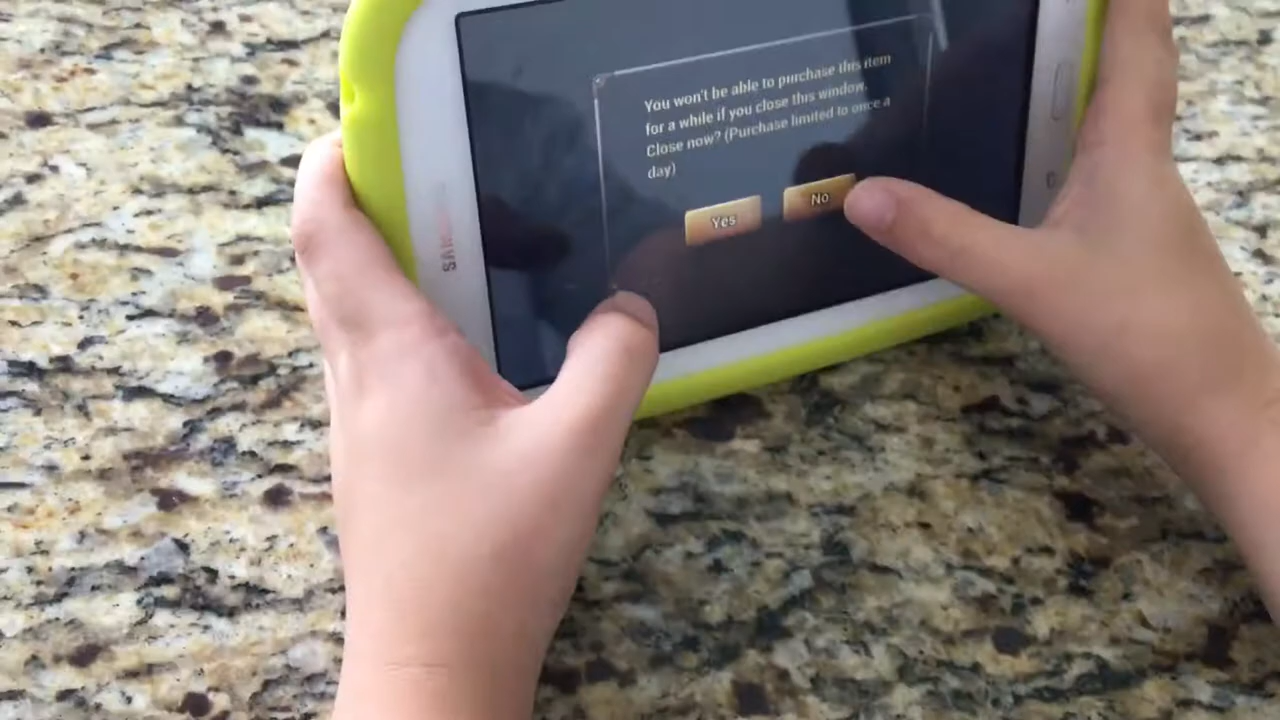 You won't be able to purchase this item
for a while if you close this window.
Close now? (Purchase limited to once a
day)
Yes
No
SAMSUNG